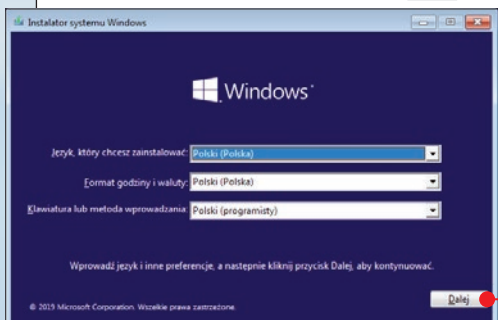 Instalator systemu Windows
Windows
Język, który chcesz zainstalować: Polski (Polska)
Format godziny i waluty: Polski (Polska)
Klawiatura lub metoda wprowadzania: Polski (programisty)
Wprowadź język i inne preferencje, a następnie kliknij przycisk Dalej, aby kontynuować.
© 2019 Microsoft Corporation. Wszelkie prawa zastrzeżone.
Dalej